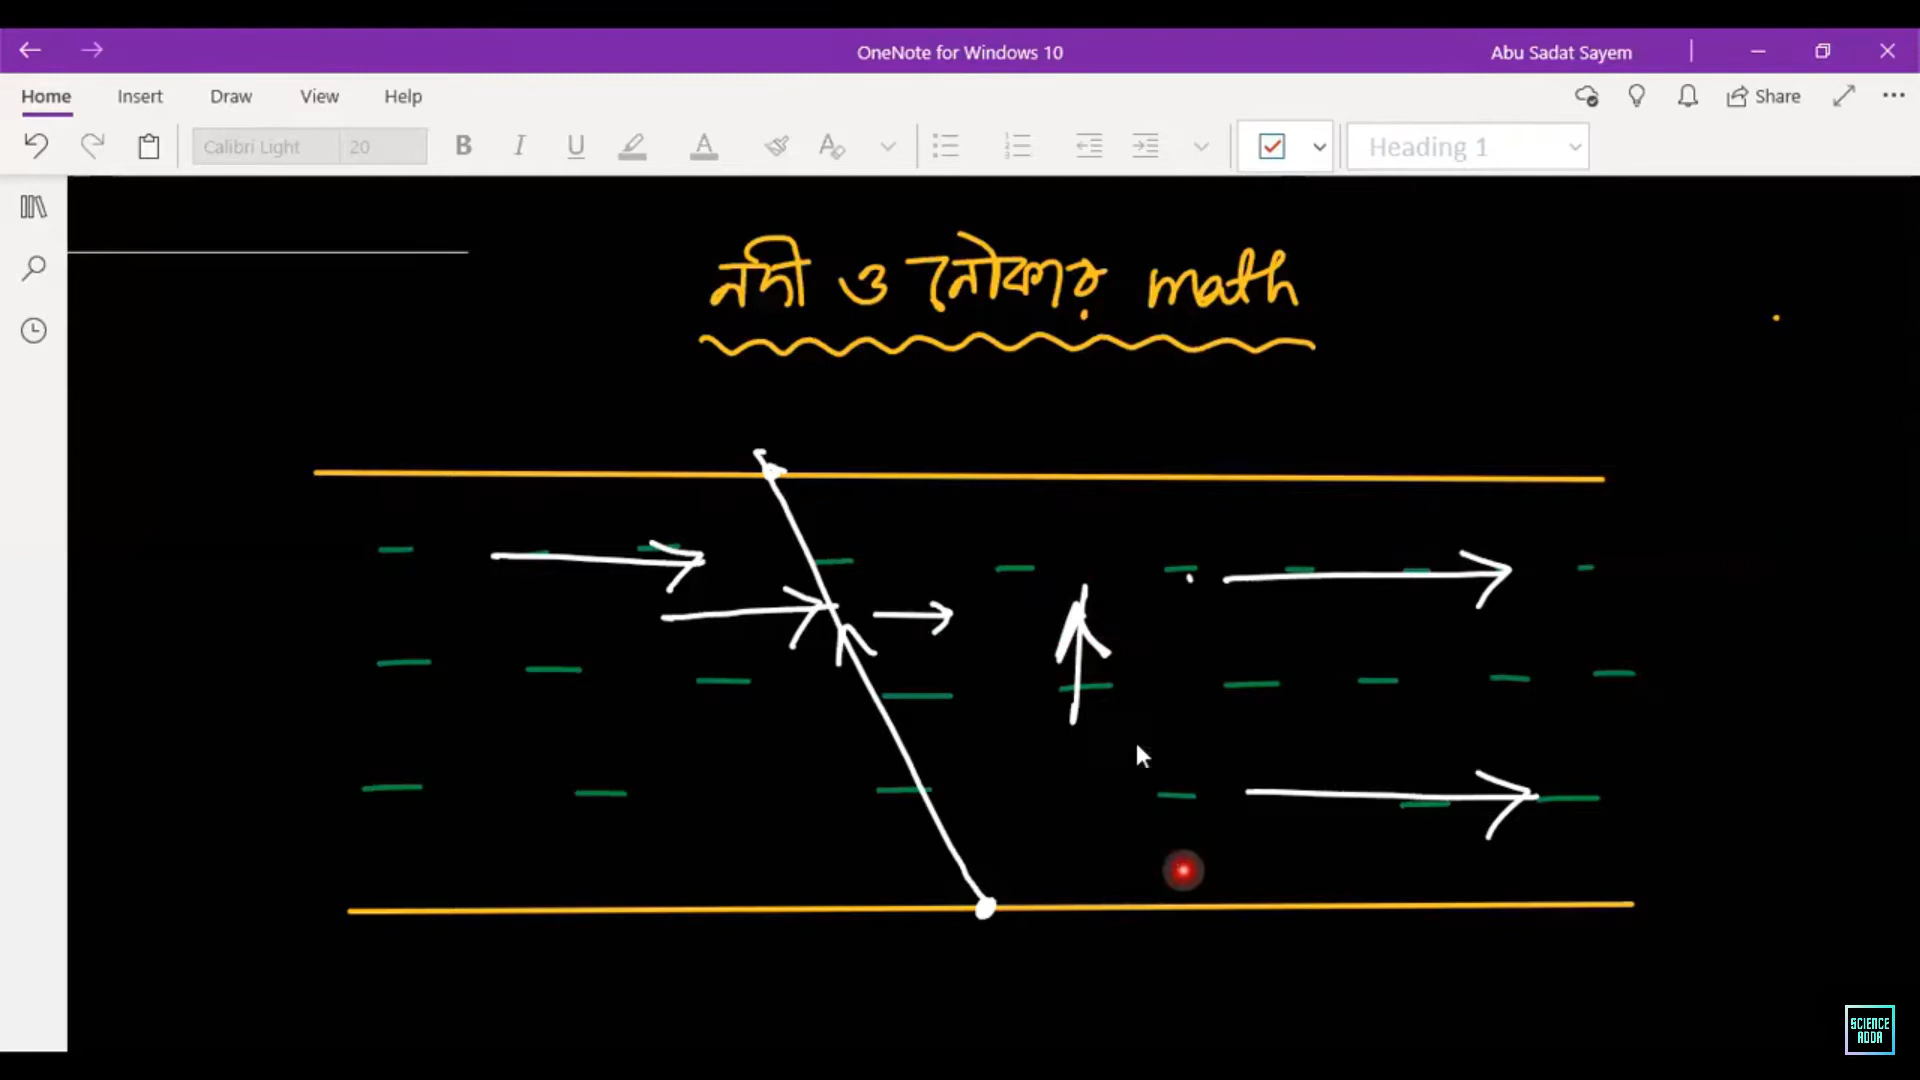 OneNote for Windows 10
Abu Sadat Sayem
Home Insert Draw View Help
Share
Calibri Light 20 B I U A A
Heading 1
নদী ও নৌকার math
SCIENCE
ADDA